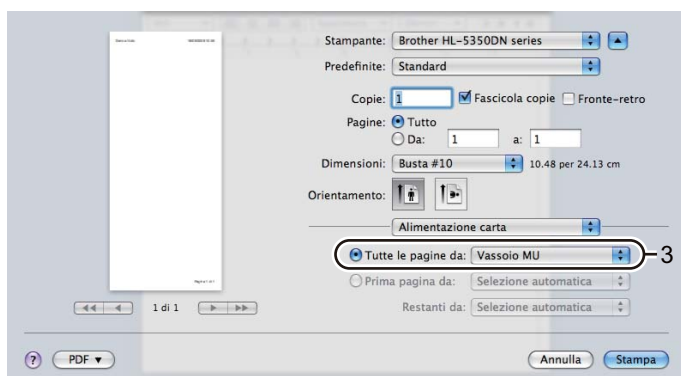 Stampante: Brother HL-5350DN series
Predefinite: Standard
Copie: 1 Fascicola copie Fronte-retro
Pagine: Tutto
Da: 1 a: 1
Dimensioni: Busta #10 10.48 per 24.13 cm
Orientamento:
Alimentazione carta
Tutte le pagine da: Vassoio MU 3
Prima pagina da: Selezione automatica
1 di 1 Restanti da: Selezione automatica
? PDF Annulla Stampa